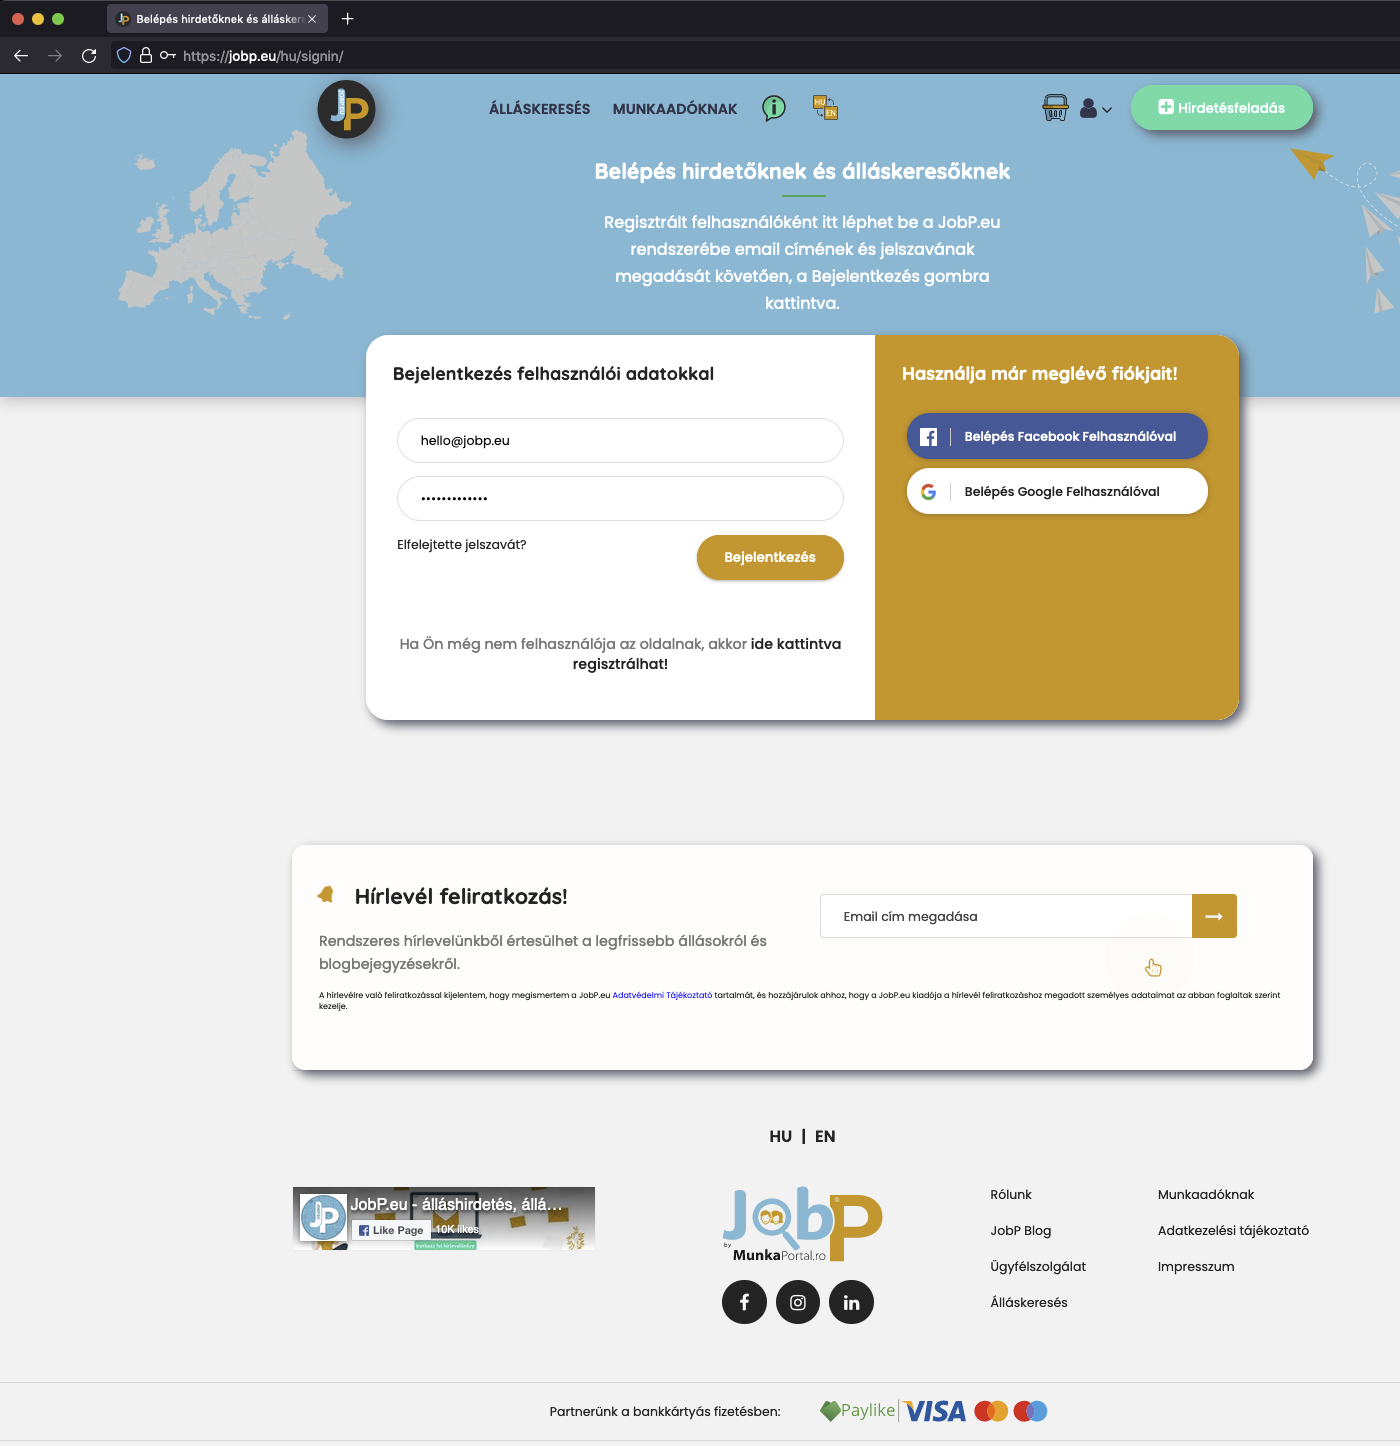 Belépés hirdetőknek és álláskere
https://jobp.eu/hu/signin/
JP
ÁLLÁSKERESÉS
MUNKAADÓKNAK
HU
EN
Hirdetésfeladás
Belépés hirdetőknek és álláskeresőknek
Regisztrált felhasználóként itt léphet be a JobP.eu
rendszerébe email címének és jelszavának
megadását követően, a Bejelentkezés gombra
kattintva.
Bejelentkezés felhasználói adatokkal
hello@jobp.eu
•••••••••••••
Elfelejtette jelszavát?
Bejelentkezés
Ha Ön még nem felhasználója az oldalnak, akkor ide kattintva
regisztrálhat!
Használja már meglévő fiókjait!
Belépés Facebook Felhasználóval
Belépés Google Felhasználóval
Hírlevél feliratkozás!
Email cím megadása
Rendszeres hírlevelünkből értesülhet a legfrissebb állásokról és
blogbejegyzésekről.
A hírlevélre való feliratkozással kijelentem, hogy megismertem a JobP.eu Adatvédelmi Tájékoztató tartalmát, és hozzájárulok ahhoz, hogy a JobP.eu kiadója a hírlevél feliratkozáshoz megadott személyes adataimat az abban foglaltak szerint
kezelje.
HU | EN
JobP.eu - álláshirdetés, állá...
Like Page
10K likes
JobP
by
MunkaPortal.ro
Rólunk
JobP Blog
Ügyfélszolgálat
Álláskeresés
Munkaadóknak
Adatkezelési tájékoztató
Impresszum
Partnerünk a bankkártyás fizetésben:
Paylike
VISA